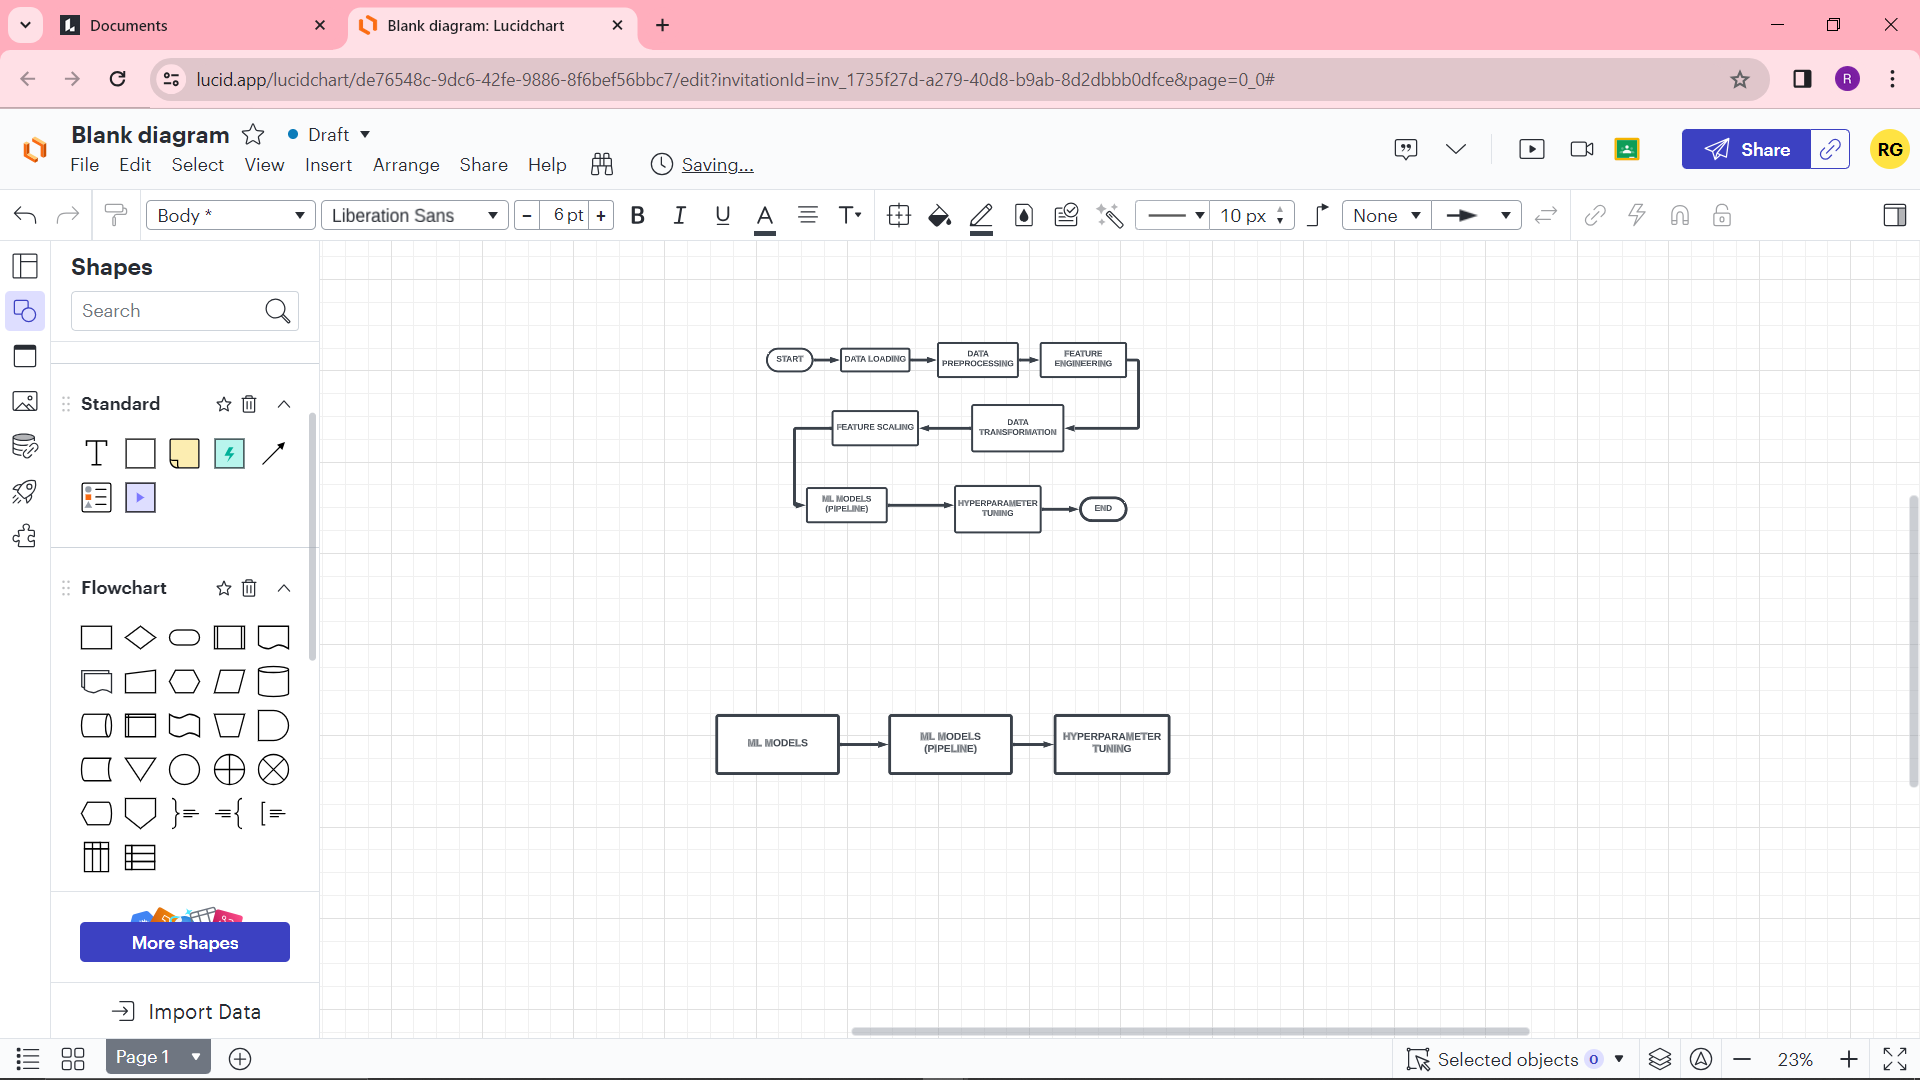 Documents
Blank diagram: Lucidchart
lucid.app/lucidchart/de76548c-9dc6-42fe-9886-8f6bef56bbc7/edit?invitationId=inv_1735f27d-a279-40d8-b9ab-8d2dbbb0dfce&page=0_0#
R
Blank diagram
Draft
File Edit Select View Insert Arrange Share Help
Saving...
Share
RG
Body *
Liberation Sans
- 6 pt +
B I U A T
10 px
None
Shapes
Search
Standard
T
Flowchart
More shapes
Import Data
START
DATA LOADING
DATA
PREPROCESSING
FEATURE
ENGINEERING
FEATURE SCALING
DATA
TRANSFORMATION
ML MODELS
(PIPELINE)
HYPERPARAMETER
TUNING
END
ML MODELS
ML MODELS
(PIPELINE)
HYPERPARAMETER
TUNING
Page 1
Selected objects 0
23%